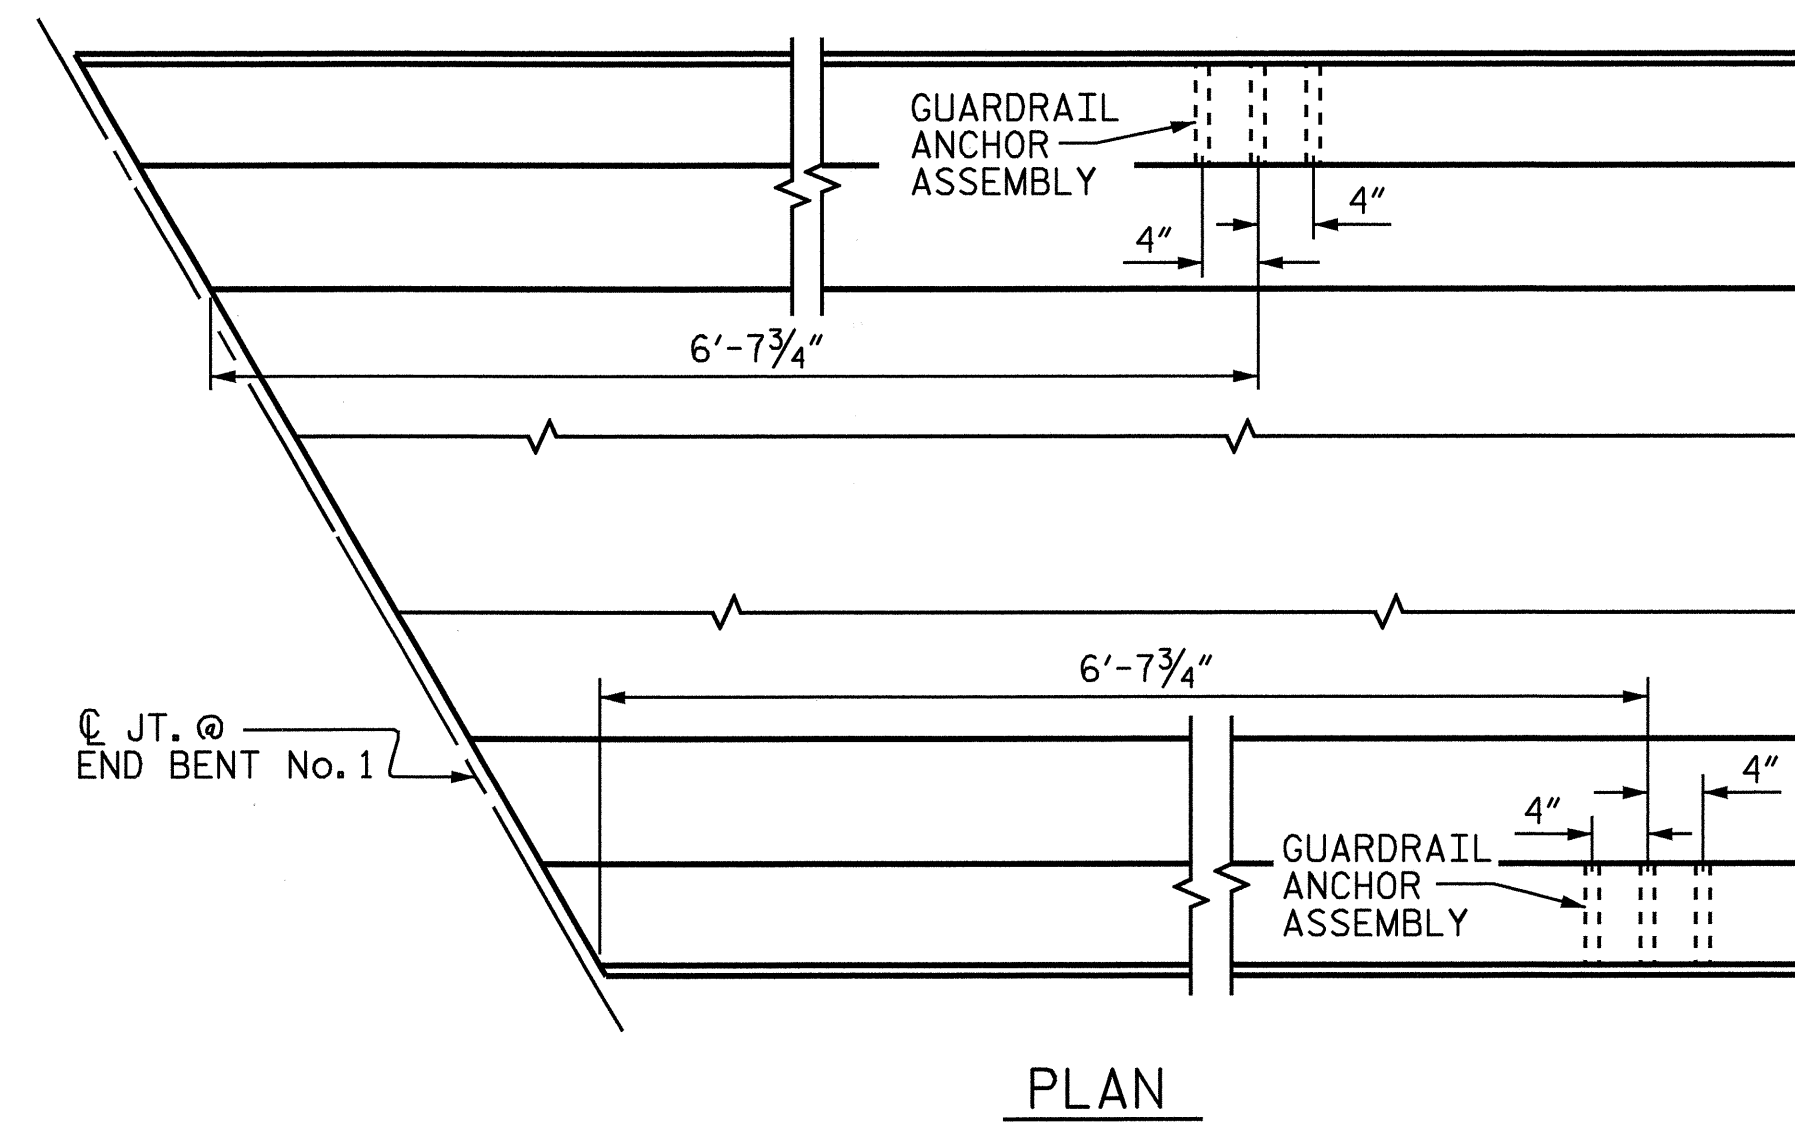 GUARDRAIL
ANCHOR
ASSEMBLY
4"
4"
6'-7¾"
6'-7¾"
℄ JT. @
END BENT No. 1
4"
4"
GUARDRAIL
ANCHOR
ASSEMBLY
PLAN